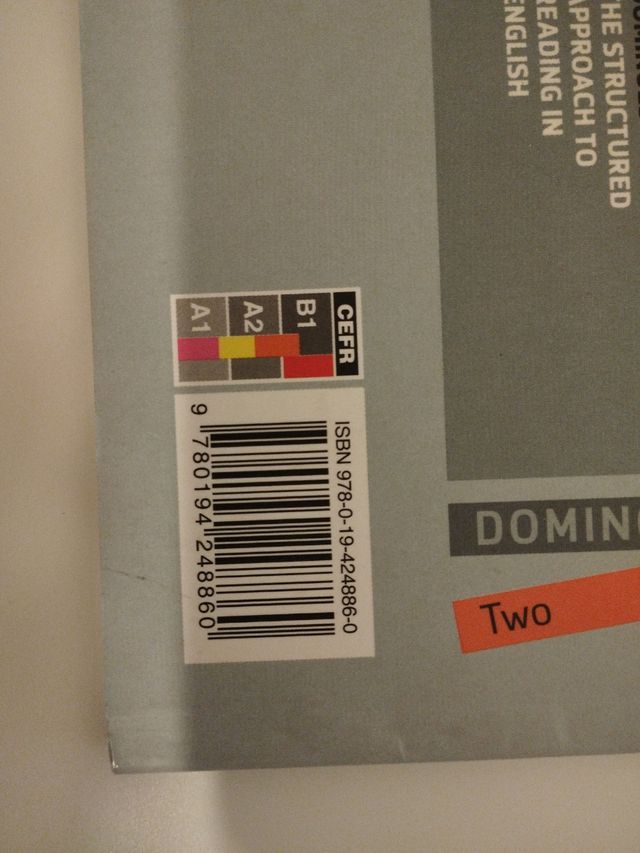 HE STRUCTURED
APPROACH TO
READING IN
ENGLISH
CEFR
B1
A2
A1
ISBN 978-0-19-424886-0
9 780194 248860
DOMINO
Two